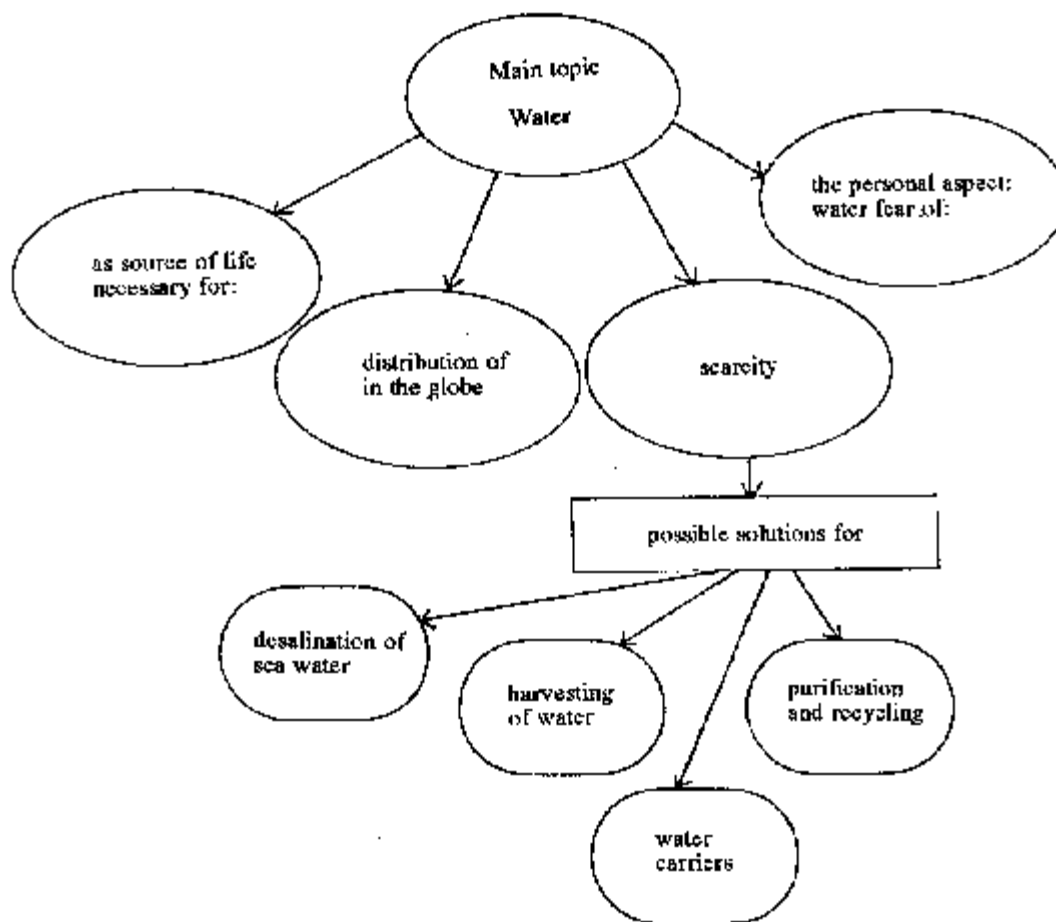 Main topic
Water
the personal aspect:
water fear of:
as source of life
necessary for:
distribution of
in the globe
scarcity
possible solutions for
desalination of
sea water
harvesting
of water
purification
and recycling
water
carriers